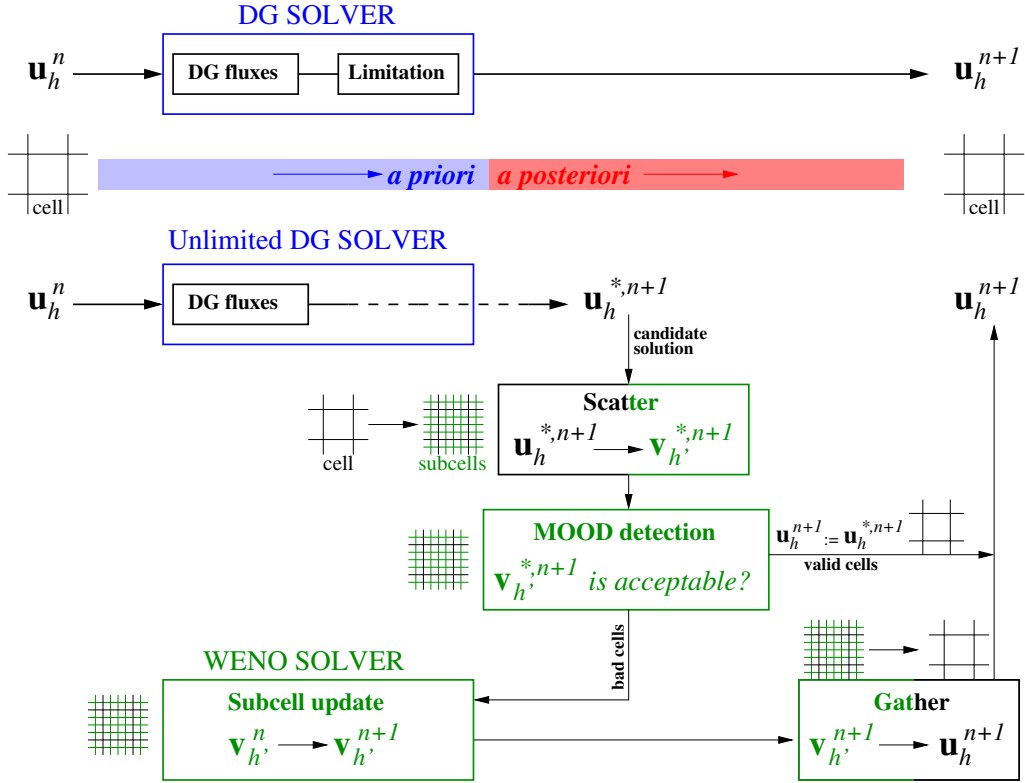 DG SOLVER
u_h^n
DG fluxes
Limitation
u_h^{n+1}
a priori
a posteriori
cell
cell
Unlimited DG SOLVER
u_h^n
DG fluxes
u_h^{*,n+1}
u_h^{n+1}
candidate
solution
Scatter
u_h^{*,n+1}
v_{h'}^{*,n+1}
cell
subcells
MOOD detection
v_{h'}^{*,n+1} is acceptable?
u_h^{n+1} := u_h^{*,n+1}
valid cells
bad cells
WENO SOLVER
Subcell update
v_{h'}^n
v_{h'}^{n+1}
Gather
v_{h'}^{n+1}
u_h^{n+1}